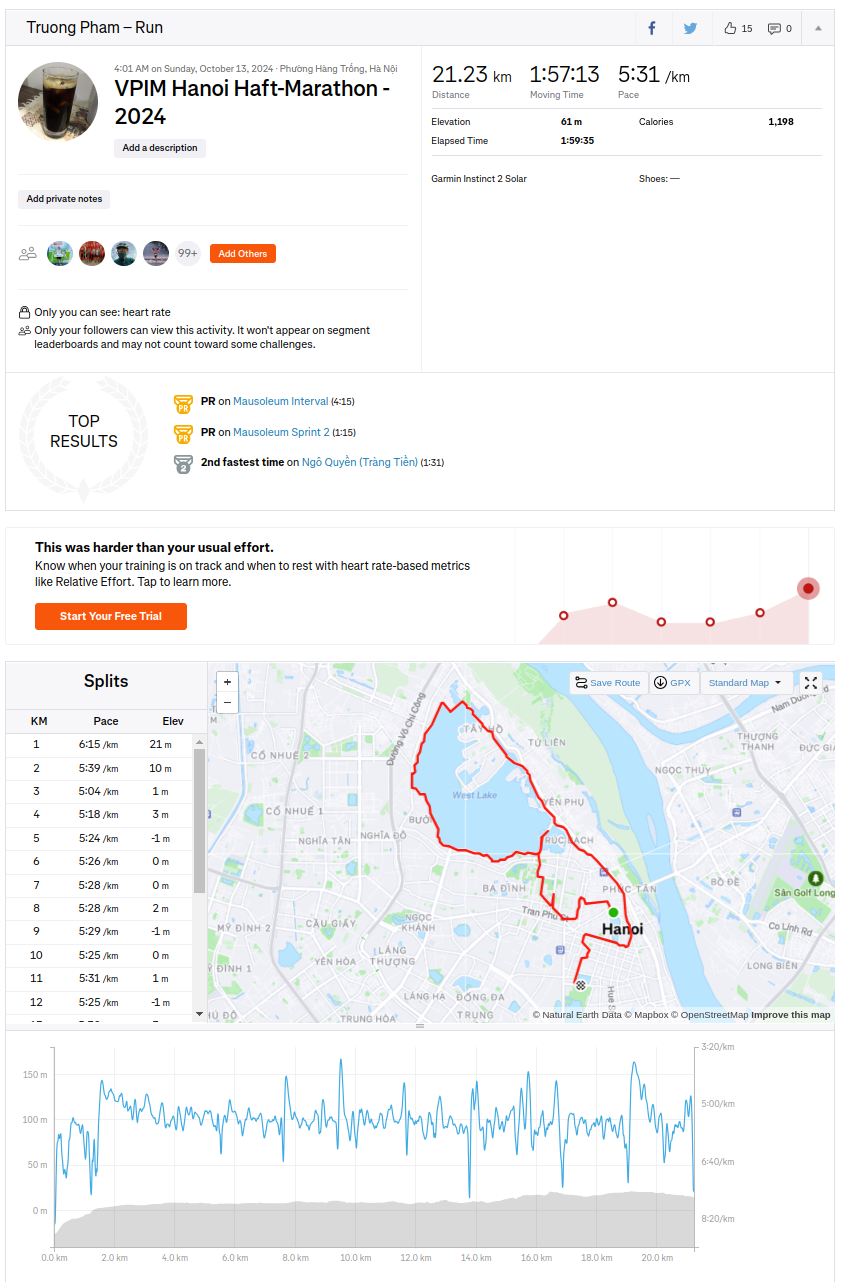 Truong Pham – Run
15
0
4:01 AM on Sunday, October 13, 2024 · Phường Hàng Trống, Hà Nội
VPIM Hanoi Haft-Marathon -
2024
Add a description
Add private notes
99+
Add Others
Only you can see: heart rate
Only your followers can view this activity. It won't appear on segment
leaderboards and may not count toward some challenges.
21.23 km 1:57:13 5:31 /km
Distance Moving Time Pace
Elevation 61 m Calories 1,198
Elapsed Time 1:59:35
Garmin Instinct 2 Solar Shoes: —
TOP
RESULTS
PR on Mausoleum Interval (4:15)
PR on Mausoleum Sprint 2 (1:15)
2nd fastest time on Ngô Quyền (Tràng Tiền) (1:31)
PR
PR
2
This was harder than your usual effort.
Know when your training is on track and when to rest with heart rate-based metrics
like Relative Effort. Tap to learn more.
Start Your Free Trial
Splits
KM Pace Elev
1 6:15 /km 21 m
2 5:39 /km 10 m
3 5:04 /km 1 m
4 5:18 /km 3 m
5 5:24 /km -1 m
6 5:26 /km 0 m
7 5:28 /km 0 m
8 5:28 /km 2 m
9 5:29 /km -1 m
10 5:25 /km 0 m
11 5:31 /km 1 m
12 5:25 /km -1 m
+
−
Save Route
GPX
Standard Map
Đường Võ Chí Công
TÂY HỒ
TỨ LIÊN
THƯỢNG
THANH
ĐỨC GI
CỔ NHUẾ 2
NGỌC THỤY
West Lake
YÊN PHỤ
CỔ NHUẾ 1
BƯỞI
NGHĨA TÂN
NGHĨA ĐÔ
TRÚC BẠCH
BA ĐÌNH
PHÚC TÂN
BỒ ĐỀ
Sân Golf Long
Trần Phú
MỸ ĐÌNH 2
CẦU GIẤY
NGỌC
KHÁNH
Hanoi
Cổ Linh Rd
YÊN HÒA
LÁNG
THƯỢNG
LONG BIÊN
LÁNG HẠ
ĐỐNG ĐA
Huế S
TRUNG HÒA
TRUNG
© Natural Earth Data © Mapbox © OpenStreetMap Improve this map
150 m
100 m
50 m
0 m
3:20/km
5:00/km
6:40/km
8:20/km
0.0 km 2.0 km 4.0 km 6.0 km 8.0 km 10.0 km 12.0 km 14.0 km 16.0 km 18.0 km 20.0 km